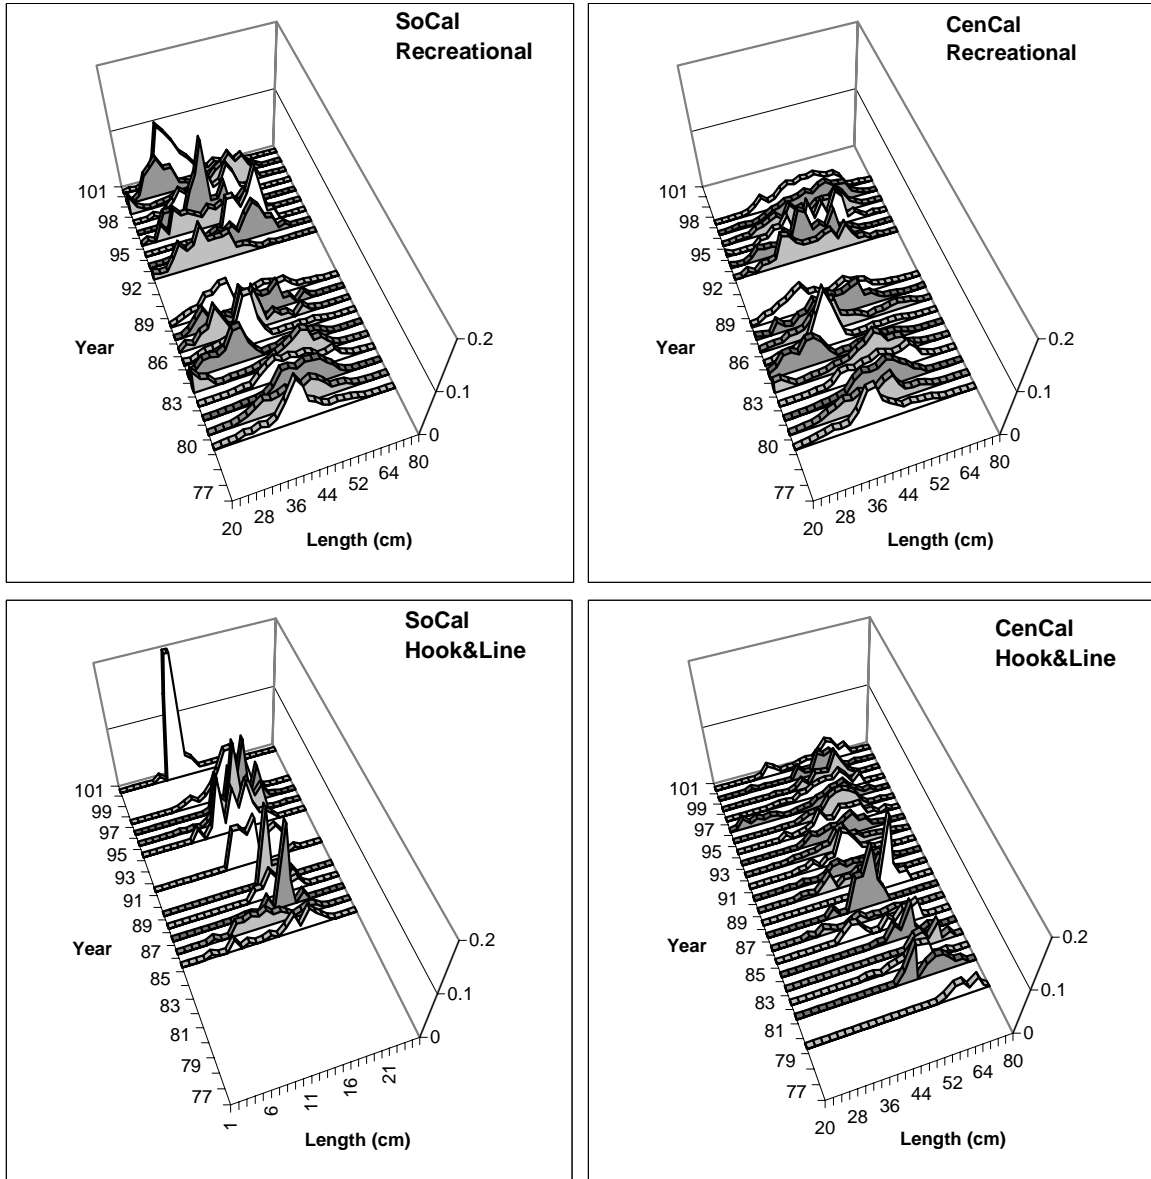 SoCal
Recreational
101
98
95
92
89
86
83
80
77
Year
0.2
0.1
0
20 28 36 44 52 64 80
Length (cm)
CenCal
Recreational
101
98
95
92
89
86
83
80
77
Year
0.2
0.1
0
20 28 36 44 52 64 80
Length (cm)
SoCal
Hook&Line
101
99
97
95
93
91
89
87
85
83
81
79
77
Year
0.2
0.1
0
1 6 11 16 21
Length (cm)
CenCal
Hook&Line
101
99
97
95
93
91
89
87
85
83
81
79
77
Year
0.2
0.1
0
20 28 36 44 52 64 80
Length (cm)